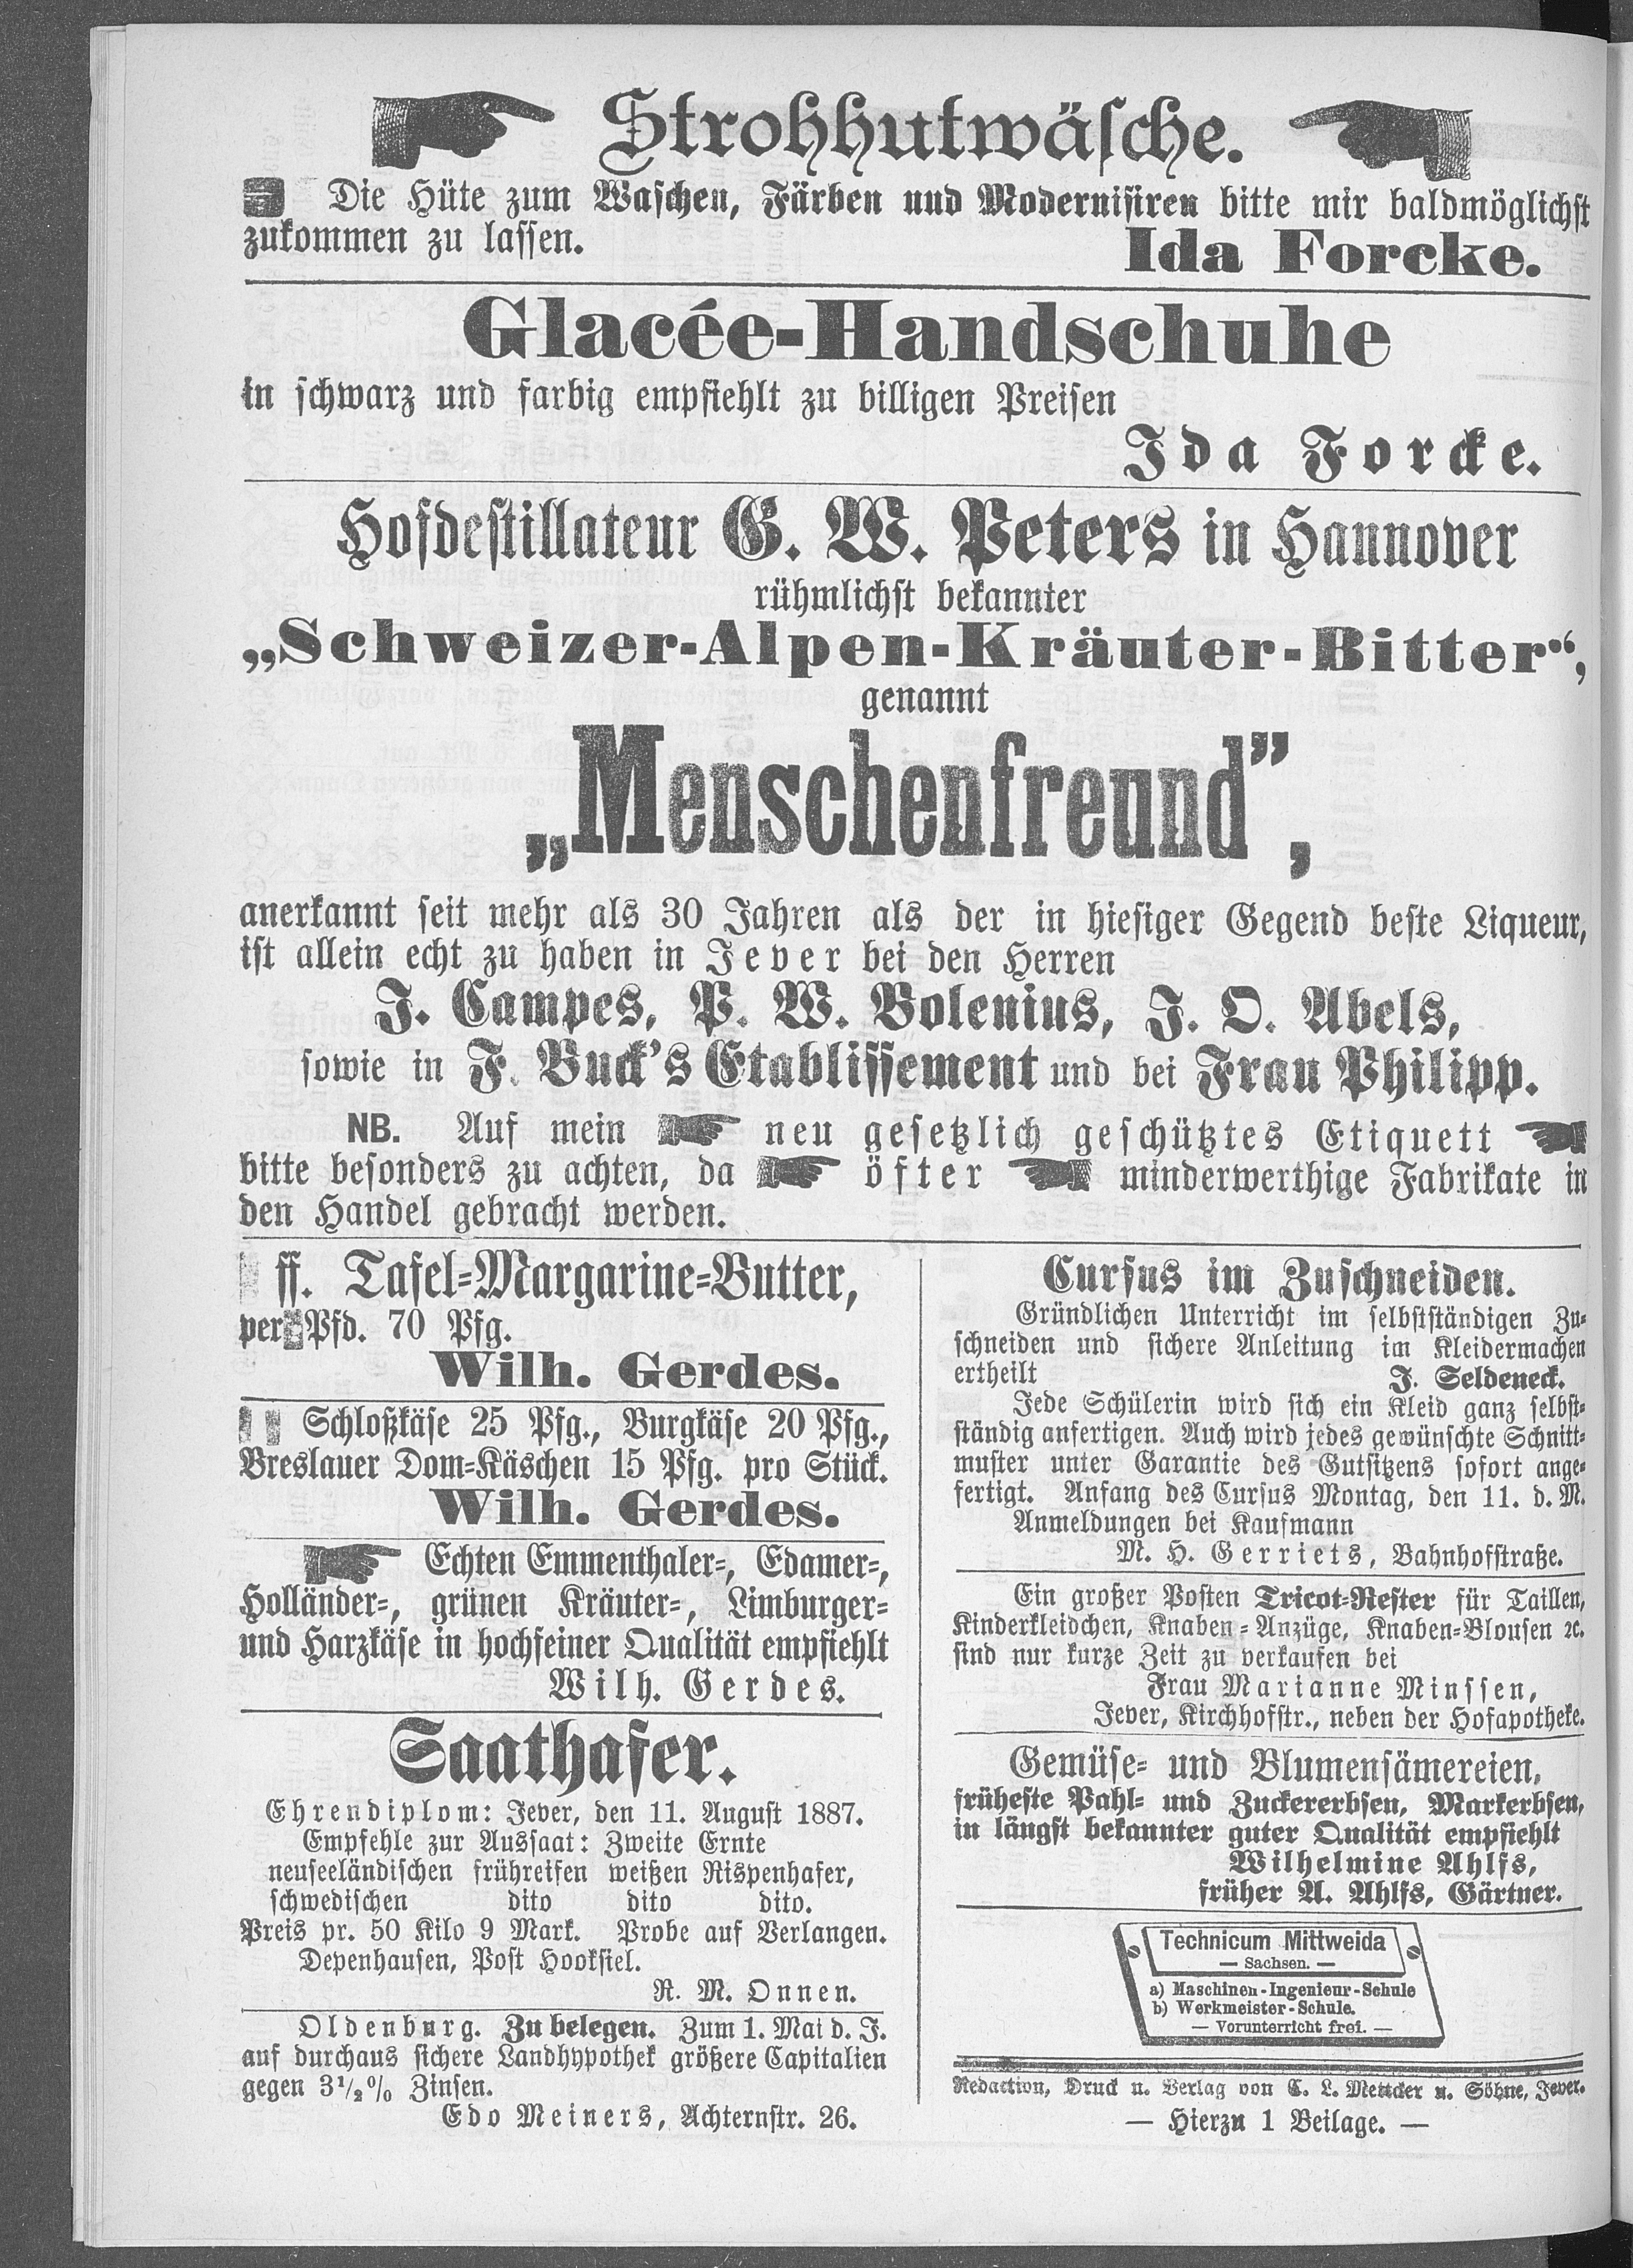 Strohhutwäsche.
Die Hüte zum Waschen, Färben und Modernisiren bitte mir baldmöglichst
zukommen zu lassen.
Ida Forcke.
Glacée-Handschuhe
in schwarz und farbig empfiehlt zu billigen Preisen
Ida Forcke.
Hofdestillateur G. W. Peters in Hannover
rühmlichst bekannter
„Schweizer-Alpen-Kräuter-Bitter“,
genannt
„Menschenfreund”,
anerkannt seit mehr als 30 Jahren als der in hiesiger Gegend beste Liqueur,
ist allein echt zu haben in Jever bei den Herren
J. Campes, P. W. Bolenius, J. O. Abels,
sowie in F. Buck's Etablissement und bei Frau Philipp.
NB. Auf mein neu gesetzlich geschütztes Etiquett
bitte besonders zu achten, da öfter minderwerthige Fabrikate in
den Handel gebracht werden.
ff. Tafel-Margarine-Butter,
per Pfd. 70 Pfg.
Wilh. Gerdes.
Schloßkäse 25 Pfg., Burgkäse 20 Pfg.,
Breslauer Dom-Käschen 15 Pfg. pro Stück.
Wilh. Gerdes.
Echten Emmenthaler-, Edamer-,
Holländer-, grünen Kräuter-, Limburger-
und Harzkäse in hochfeiner Qualität empfiehlt
Wilh. Gerdes.
Saathafer.
Ehrendiplom: Jever, den 11. August 1887.
Empfehle zur Aussaat: Zweite Ernte
neuseeländischen frühreifen weißen Rispenhafer,
schwedischen dito dito dito.
Preis pr. 50 Kilo 9 Mark. Probe auf Verlangen.
Depenhausen, Post Hooksiel.
R. M. Onnen.
Oldenburg. Zu belegen. Zum 1. Mai d. J.
auf durchaus sichere Landhypothek größere Capitalien
gegen 3½% Zinsen.
Edo Meiners, Achternstr. 26.
Cursus im Zuschneiden.
Gründlichen Unterricht im selbstständigen Zu-
schneiden und sichere Anleitung im Kleidermachen
ertheilt J. Seldeneck.
Jede Schülerin wird sich ein Kleid ganz selbst-
ständig anfertigen. Auch wird jedes gewünschte Schnitt-
muster unter Garantie des Gutsitzens sofort ange-
fertigt. Anfang des Cursus Montag, den 11. d. M.
Anmeldungen bei Kaufmann
M. H. Gerriets, Bahnhofstraße.
Ein großer Posten Tricot-Rester für Taillen,
Kinderkleidchen, Knaben-Anzüge, Knaben-Blousen ꝛc.
sind nur kurze Zeit zu verkaufen bei
Frau Marianne Minssen,
Jever, Kirchhofstr., neben der Hofapotheke.
Gemüse- und Blumensämereien,
früheste Pahl- und Zuckererbsen, Markerbsen,
in längst bekannter guter Qualität empfiehlt
Wilhelmine Ahlfs,
früher A. Ahlfs, Gärtner.
Technicum Mittweida
— Sachsen. —
a) Maschinen-Ingenieur-Schule
b) Werkmeister-Schule.
— Vorunterricht frei. —
Redaction, Druck u. Verlag von C. L. Mettcker u. Söhne, Jever.
— Hierzu 1 Beilage. —